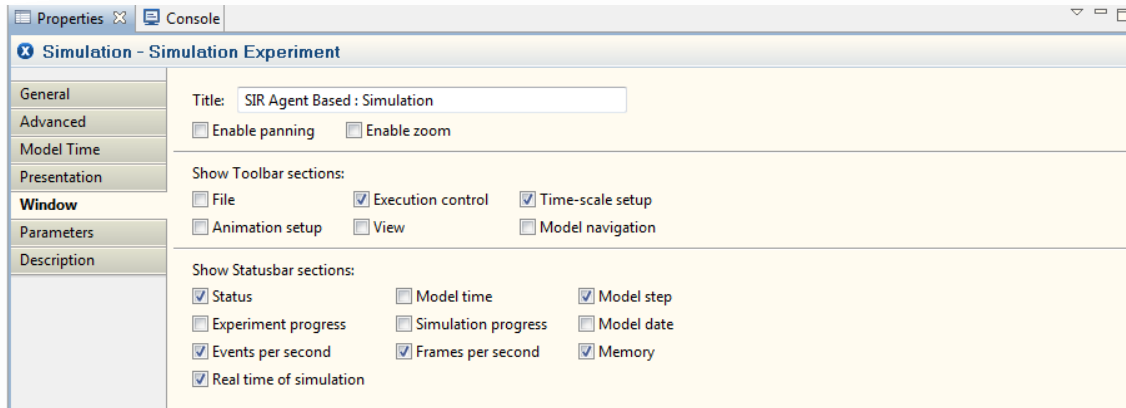 Properties Console
Simulation - Simulation Experiment
General
Advanced
Model Time
Presentation
Window
Parameters
Description
Title: SIR Agent Based : Simulation
Enable panning Enable zoom
Show Toolbar sections:
File Execution control Time-scale setup
Animation setup View Model navigation
Show Statusbar sections:
Status Model time Model step
Experiment progress Simulation progress Model date
Events per second Frames per second Memory
Real time of simulation